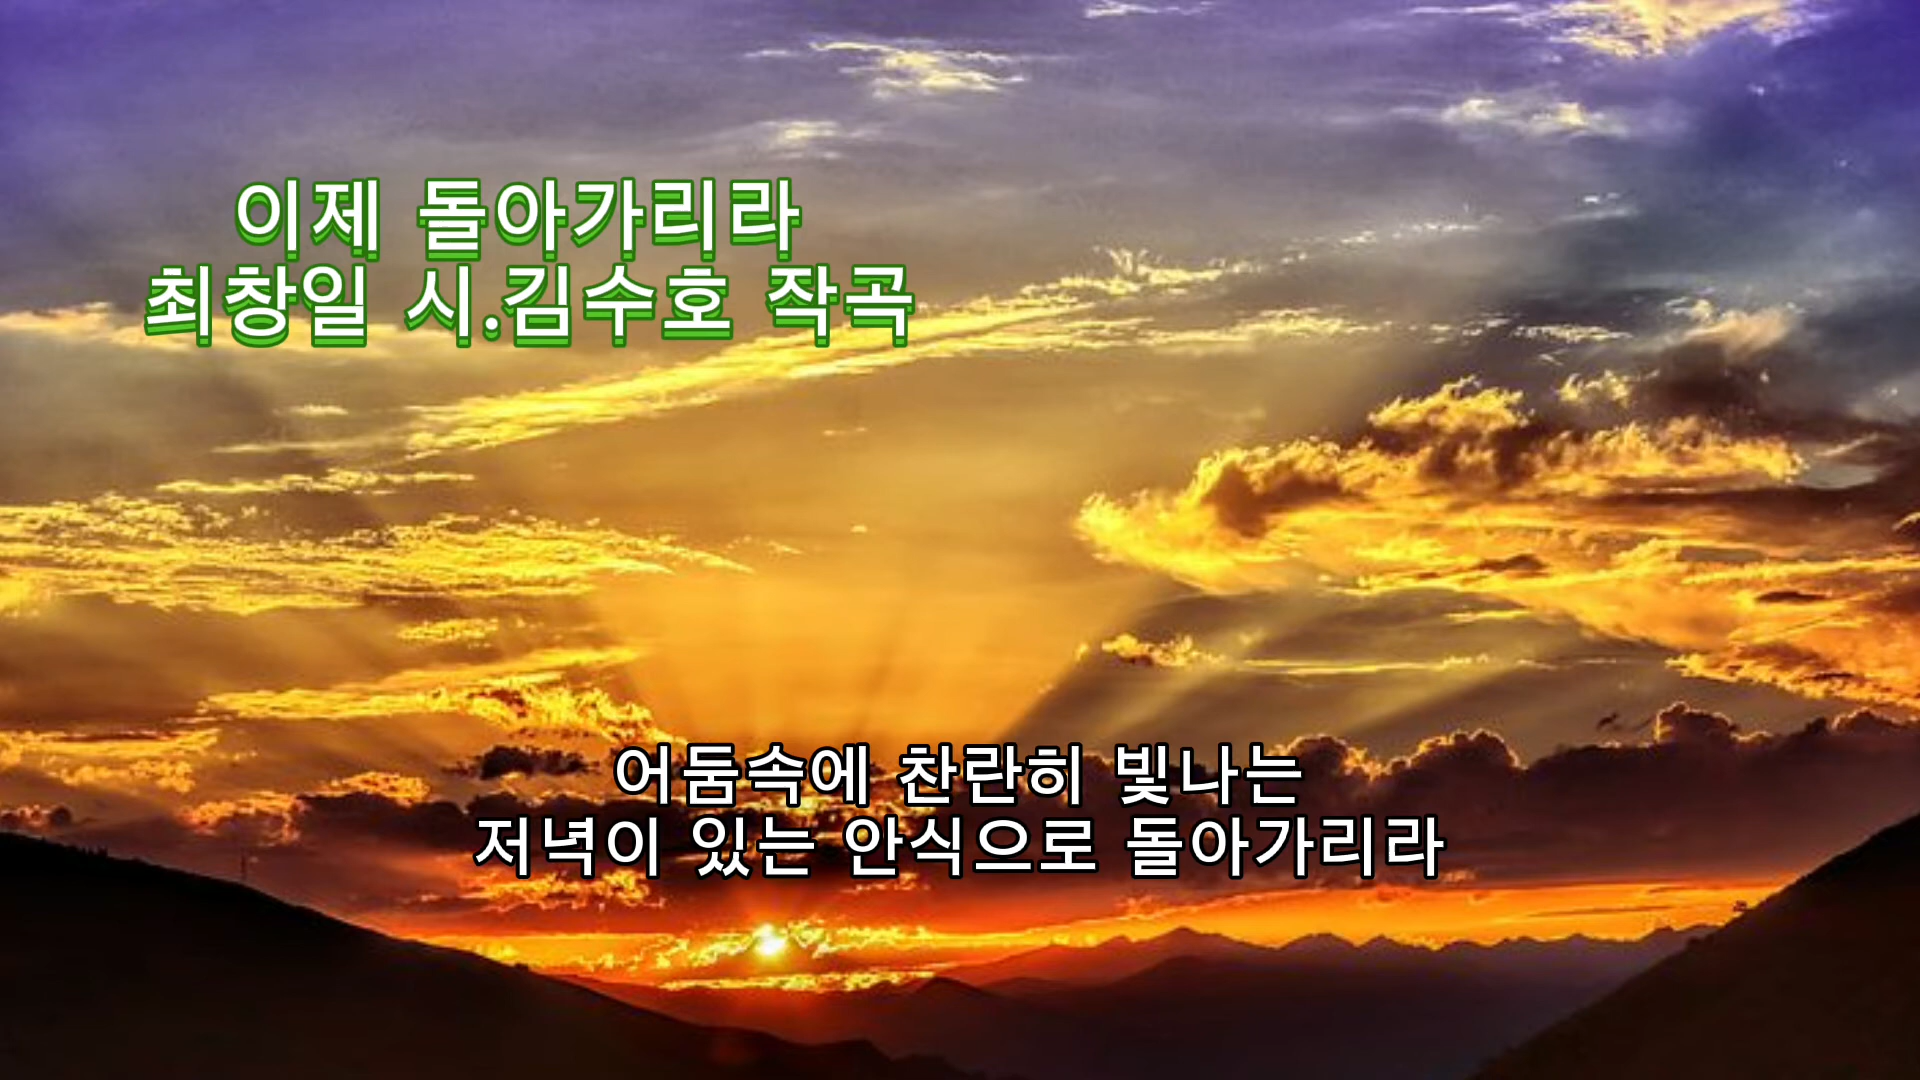 이제 돌아가리라
최창일 시.김수호 작곡
어둠속에 찬란히 빛나는
저녁이 있는 안식으로 돌아가리라